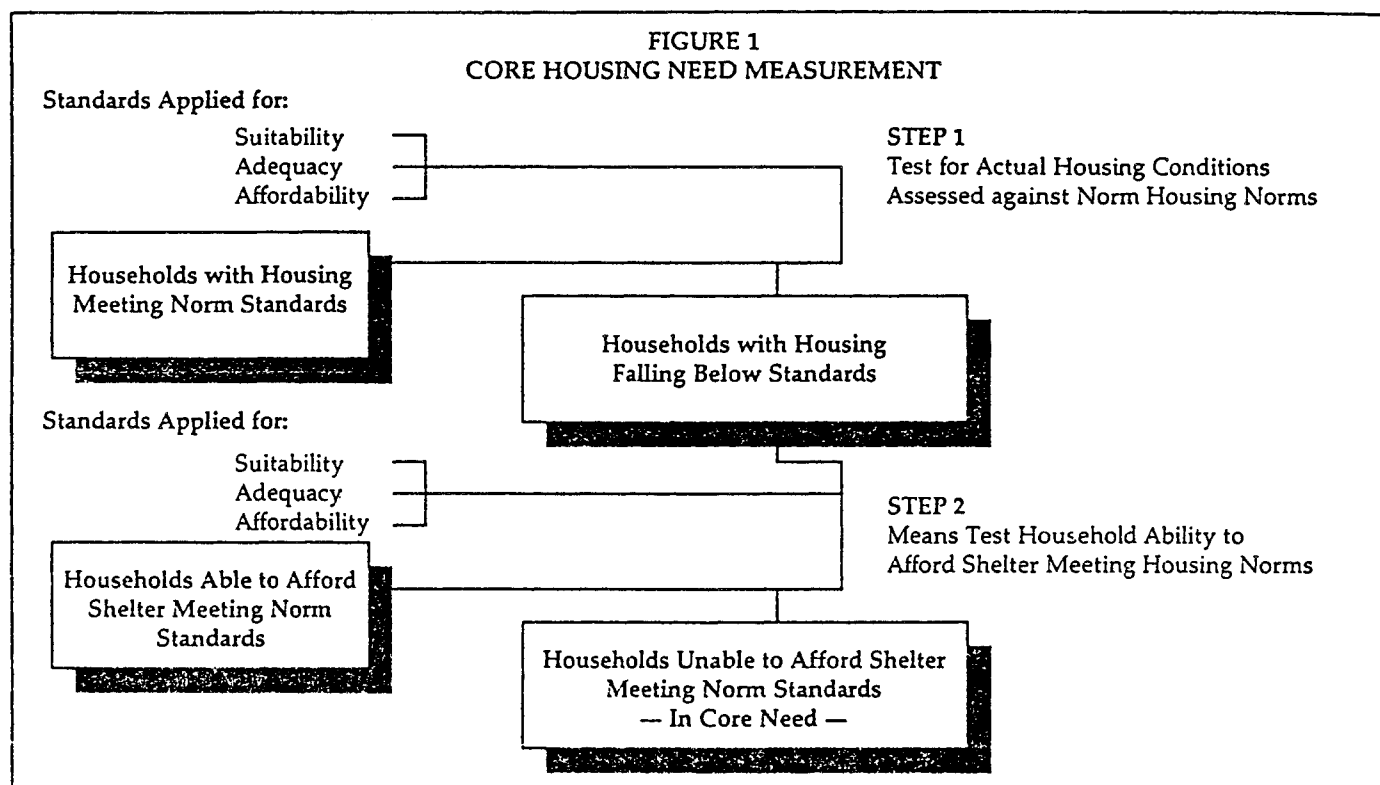 FIGURE 1
CORE HOUSING NEED MEASUREMENT
Standards Applied for:
Suitability
Adequacy
Affordability
STEP 1
Test for Actual Housing Conditions
Assessed against Norm Housing Norms
Households with Housing
Meeting Norm Standards
Households with Housing
Falling Below Standards
Standards Applied for:
Suitability
Adequacy
Affordability
STEP 2
Means Test Household Ability to
Afford Shelter Meeting Housing Norms
Households Able to Afford
Shelter Meeting Norm
Standards
Households Unable to Afford Shelter
Meeting Norm Standards
— In Core Need —